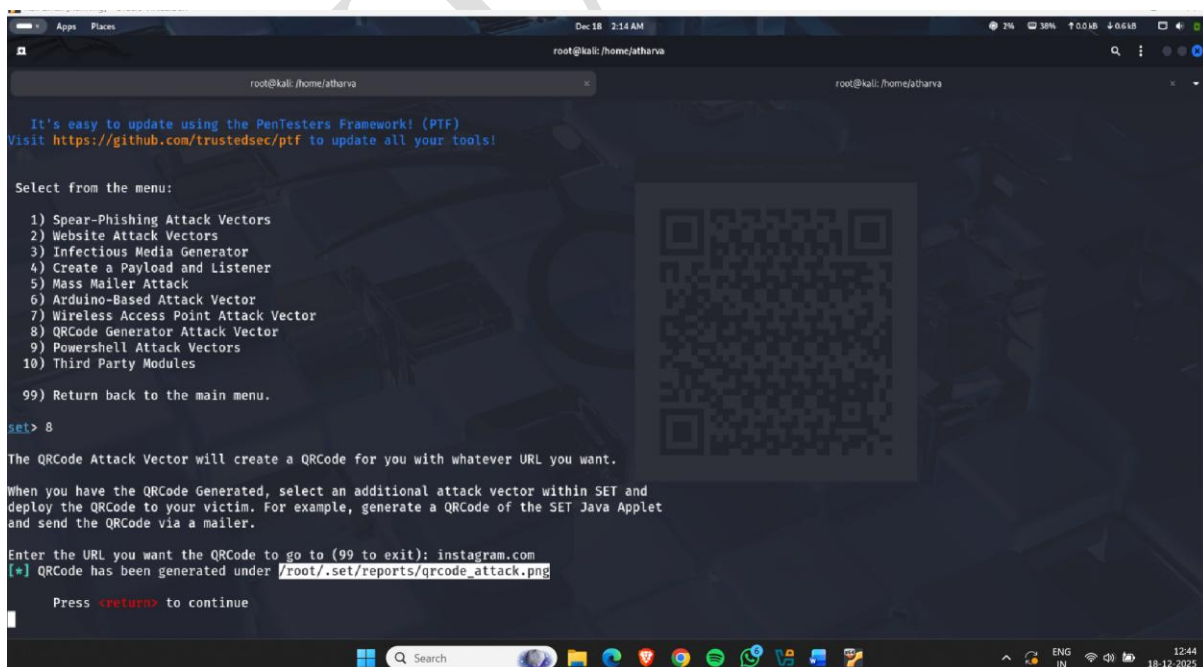 Apps Places
Dec 18 2:14 AM
2% 38% ↑0.0 kB ↓0.6 kB
root@kali: /home/atharva
root@kali: /home/atharva
root@kali: /home/atharva
It's easy to update using the PenTesters Framework! (PTF)
Visit https://github.com/trustedsec/ptf to update all your tools!
Select from the menu:
1) Spear-Phishing Attack Vectors
2) Website Attack Vectors
3) Infectious Media Generator
4) Create a Payload and Listener
5) Mass Mailer Attack
6) Arduino-Based Attack Vector
7) Wireless Access Point Attack Vector
8) QRCode Generator Attack Vector
9) Powershell Attack Vectors
10) Third Party Modules
99) Return back to the main menu.
set> 8
The QRCode Attack Vector will create a QRCode for you with whatever URL you want.
When you have the QRCode Generated, select an additional attack vector within SET and
deploy the QRCode to your victim. For example, generate a QRCode of the SET Java Applet
and send the QRCode via a mailer.
Enter the URL you want the QRCode to go to (99 to exit): instagram.com
[*] QRCode has been generated under /root/.set/reports/qrcode_attack.png
Press <return> to continue
Search
ENG
IN
12:44
18-12-2025